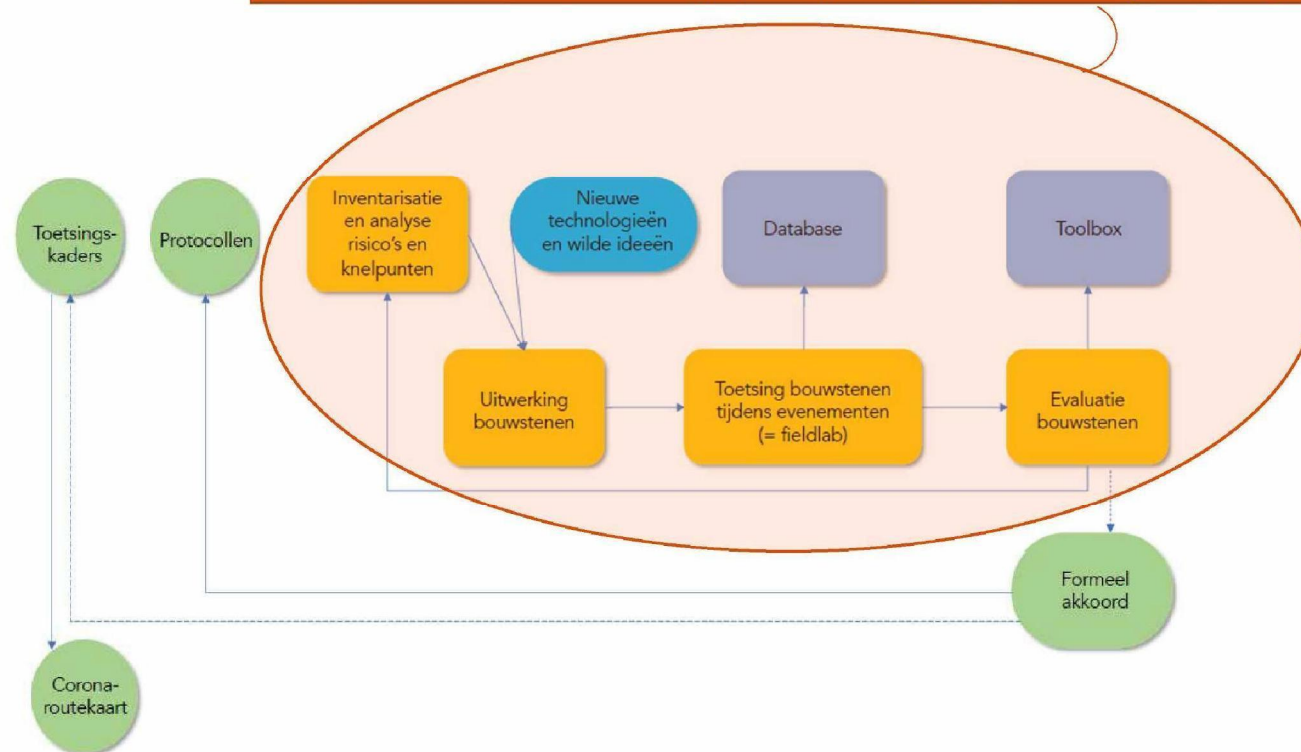 Toetsings-
kaders
Protocollen
Inventarisatie
en analyse
risico's en
knelpunten
Nieuwe
technologieën
en wilde ideeën
Database
Toolbox
Uitwerking
bouwstenen
Toetsing bouwstenen
tijdens evenementen
(= fieldlab)
Evaluatie
bouwstenen
Formeel
akkoord
Corona-
routekaart